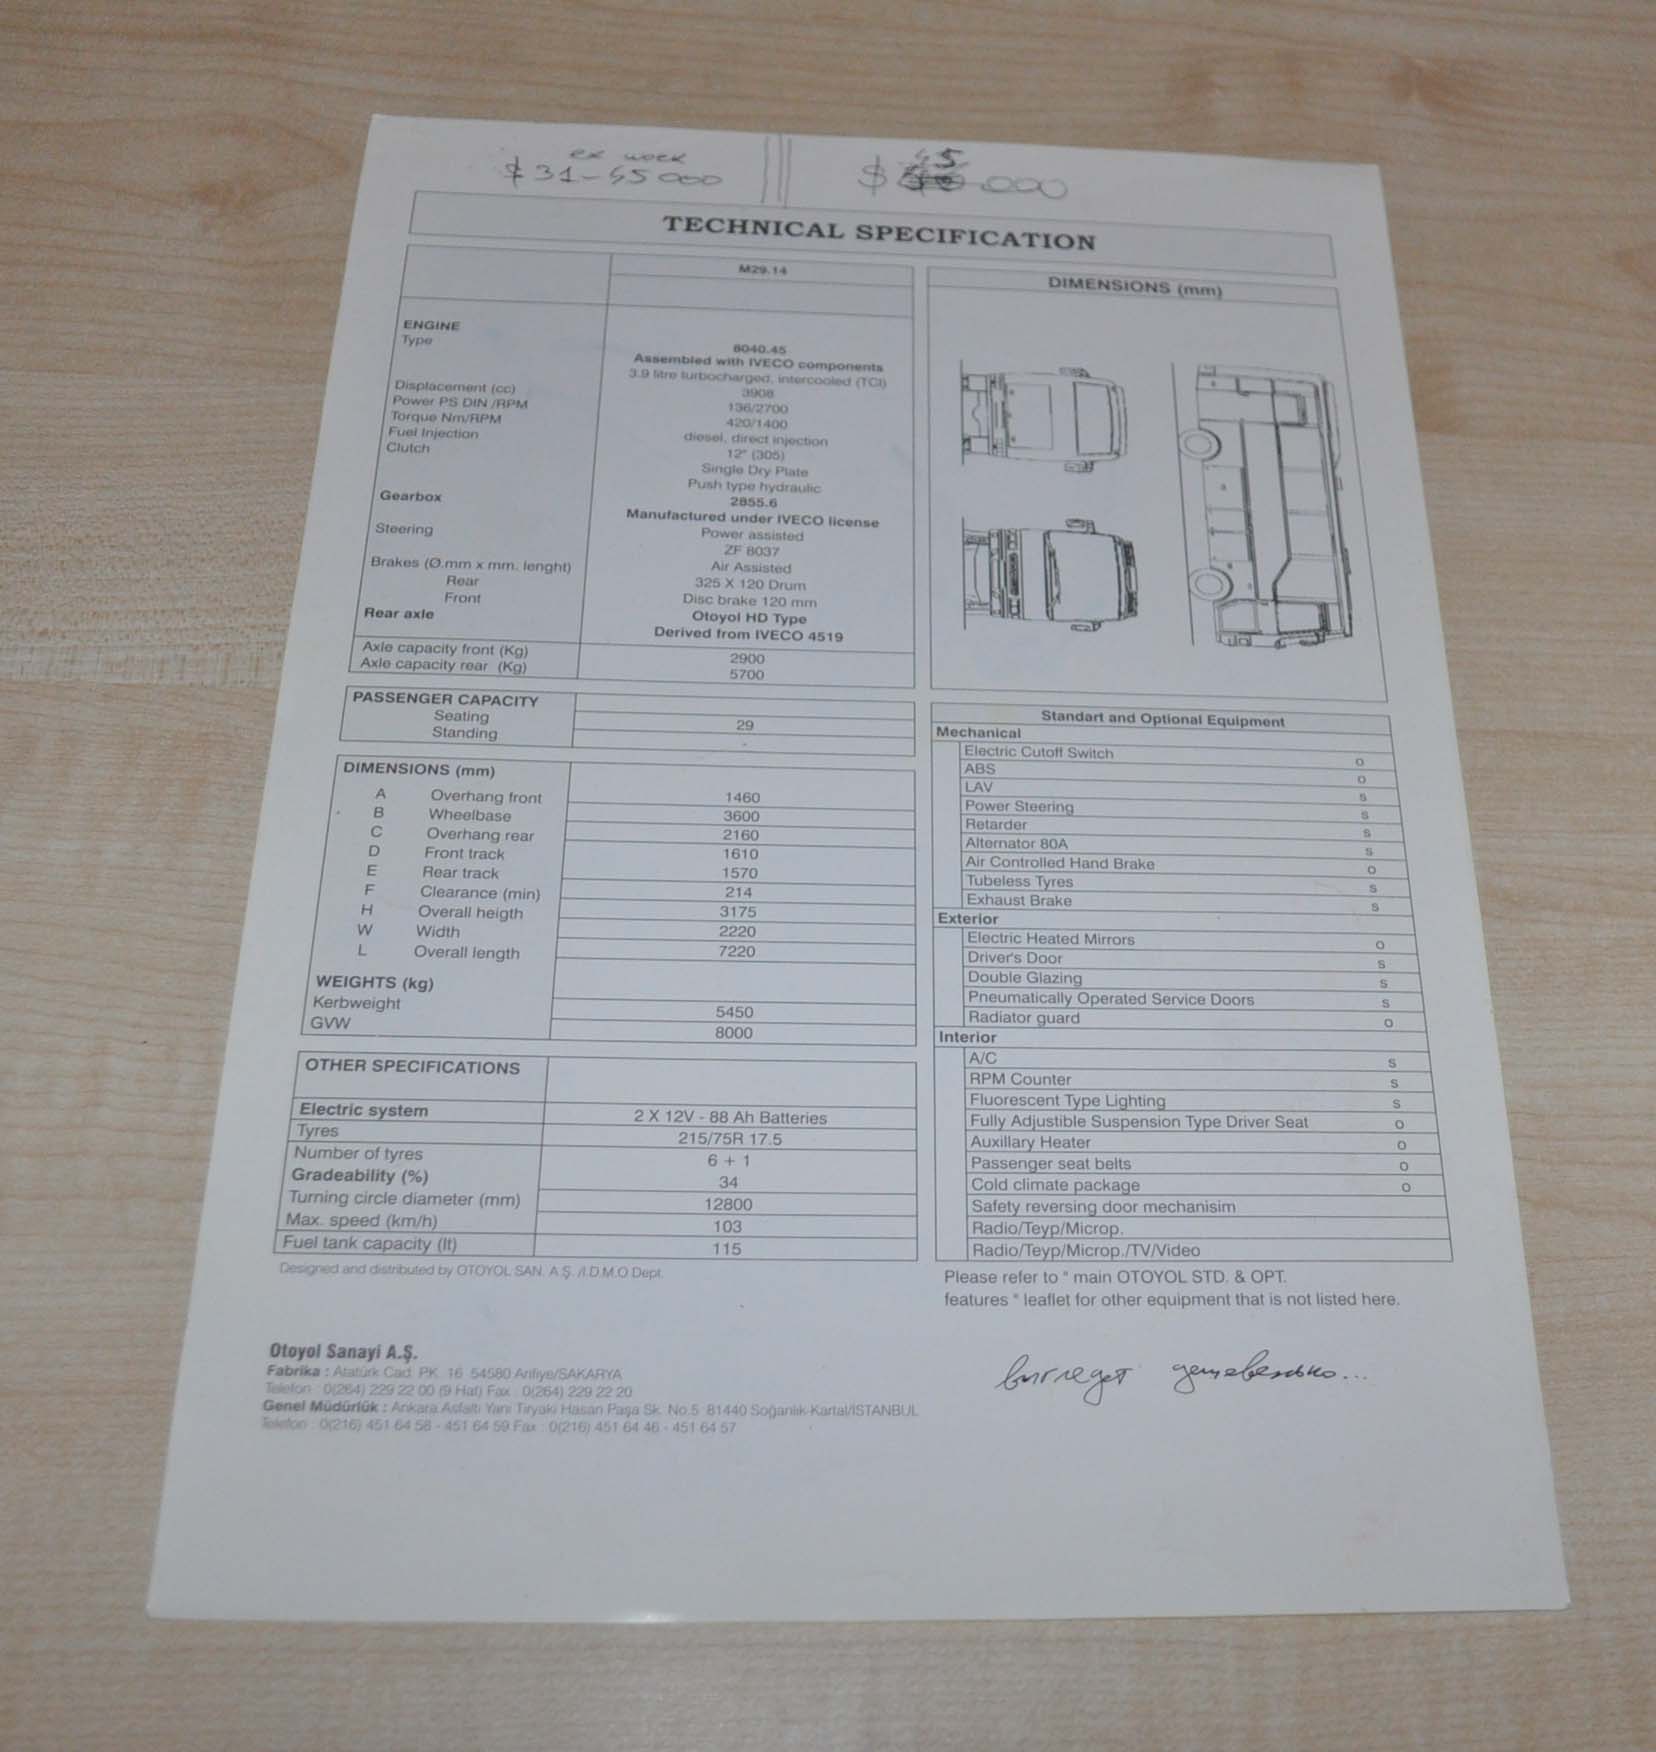 ex work
$ 31-45000
$ 45.000
TECHNICAL SPECIFICATION
M29.14
ENGINE
Type 8040.45
Assembled with IVECO components
3.9 litre turbocharged, intercooled (TCI)
Displacement (cc) 3908
Power PS DIN /RPM 136/2700
Torque Nm/RPM 420/1400
Fuel Injection diesel, direct injection
Clutch 12" (305)
Single Dry Plate
Push type hydraulic
Gearbox 2855.6
Manufactured under IVECO license
Steering Power assisted
ZF 8037
Brakes (Ø.mm x mm. lenght) Air Assisted
Rear 325 X 120 Drum
Front Disc brake 120 mm
Rear axle Otoyol HD Type
Derived from IVECO 4519
Axle capacity front (Kg) 2900
Axle capacity rear (Kg) 5700
PASSENGER CAPACITY
Seating 29
Standing -
DIMENSIONS (mm)
A Overhang front 1460
B Wheelbase 3600
C Overhang rear 2160
D Front track 1610
E Rear track 1570
F Clearance (min) 214
H Overall heigth 3175
W Width 2220
L Overall length 7220
WEIGHTS (kg)
Kerbweight 5450
GVW 8000
OTHER SPECIFICATIONS
Electric system 2 X 12V - 88 Ah Batteries
Tyres 215/75R 17.5
Number of tyres 6 + 1
Gradeability (%) 34
Turning circle diameter (mm) 12800
Max. speed (km/h) 103
Fuel tank capacity (lt) 115
Designed and distributed by OTOYOL SAN. A.Ş. /I.D.M.O Dept.
DIMENSIONS (mm)
Standart and Optional Equipment
Mechanical
Electric Cutoff Switch o
ABS o
LAV s
Power Steering s
Retarder s
Alternator 80A s
Air Controlled Hand Brake o
Tubeless Tyres s
Exhaust Brake s
Exterior
Electric Heated Mirrors o
Driver's Door s
Double Glazing s
Pneumatically Operated Service Doors s
Radiator guard o
Interior
A/C s
RPM Counter s
Fluorescent Type Lighting s
Fully Adjustible Suspension Type Driver Seat o
Auxillary Heater o
Passenger seat belts o
Cold climate package o
Safety reversing door mechanisim
Radio/Teyp/Microp.
Radio/Teyp/Microp./TV/Video
Please refer to " main OTOYOL STD. & OPT.
features " leaflet for other equipment that is not listed here.
Otoyol Sanayi A.Ş.
Fabrika : Atatürk Cad. P.K. 16 54580 Arifiye/SAKARYA
Telefon : 0(264) 229 22 00 (9 Hat) Fax : 0(264) 229 22 20
Genel Müdürlük : Ankara Asfaltı Yanı Tiryaki Hasan Paşa Sk. No.5 81440 Soğanlık-Kartal/İSTANBUL
Telefon : 0(216) 451 64 58 - 451 64 59 Fax : 0(216) 451 64 46 - 451 64 57